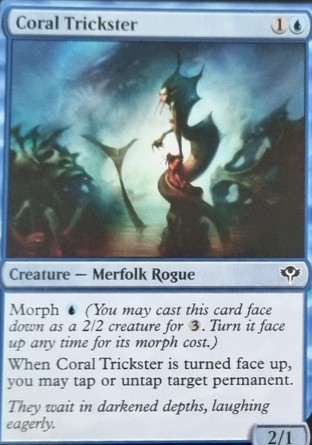 Coral Trickster 1
Creature — Merfolk Rogue
Morph (You may cast this card face
down as a 2/2 creature for 3. Turn it face
up any time for its morph cost.)
When Coral Trickster is turned face up,
you may tap or untap target permanent.
They wait in darkened depths, laughing
eagerly.
2/1